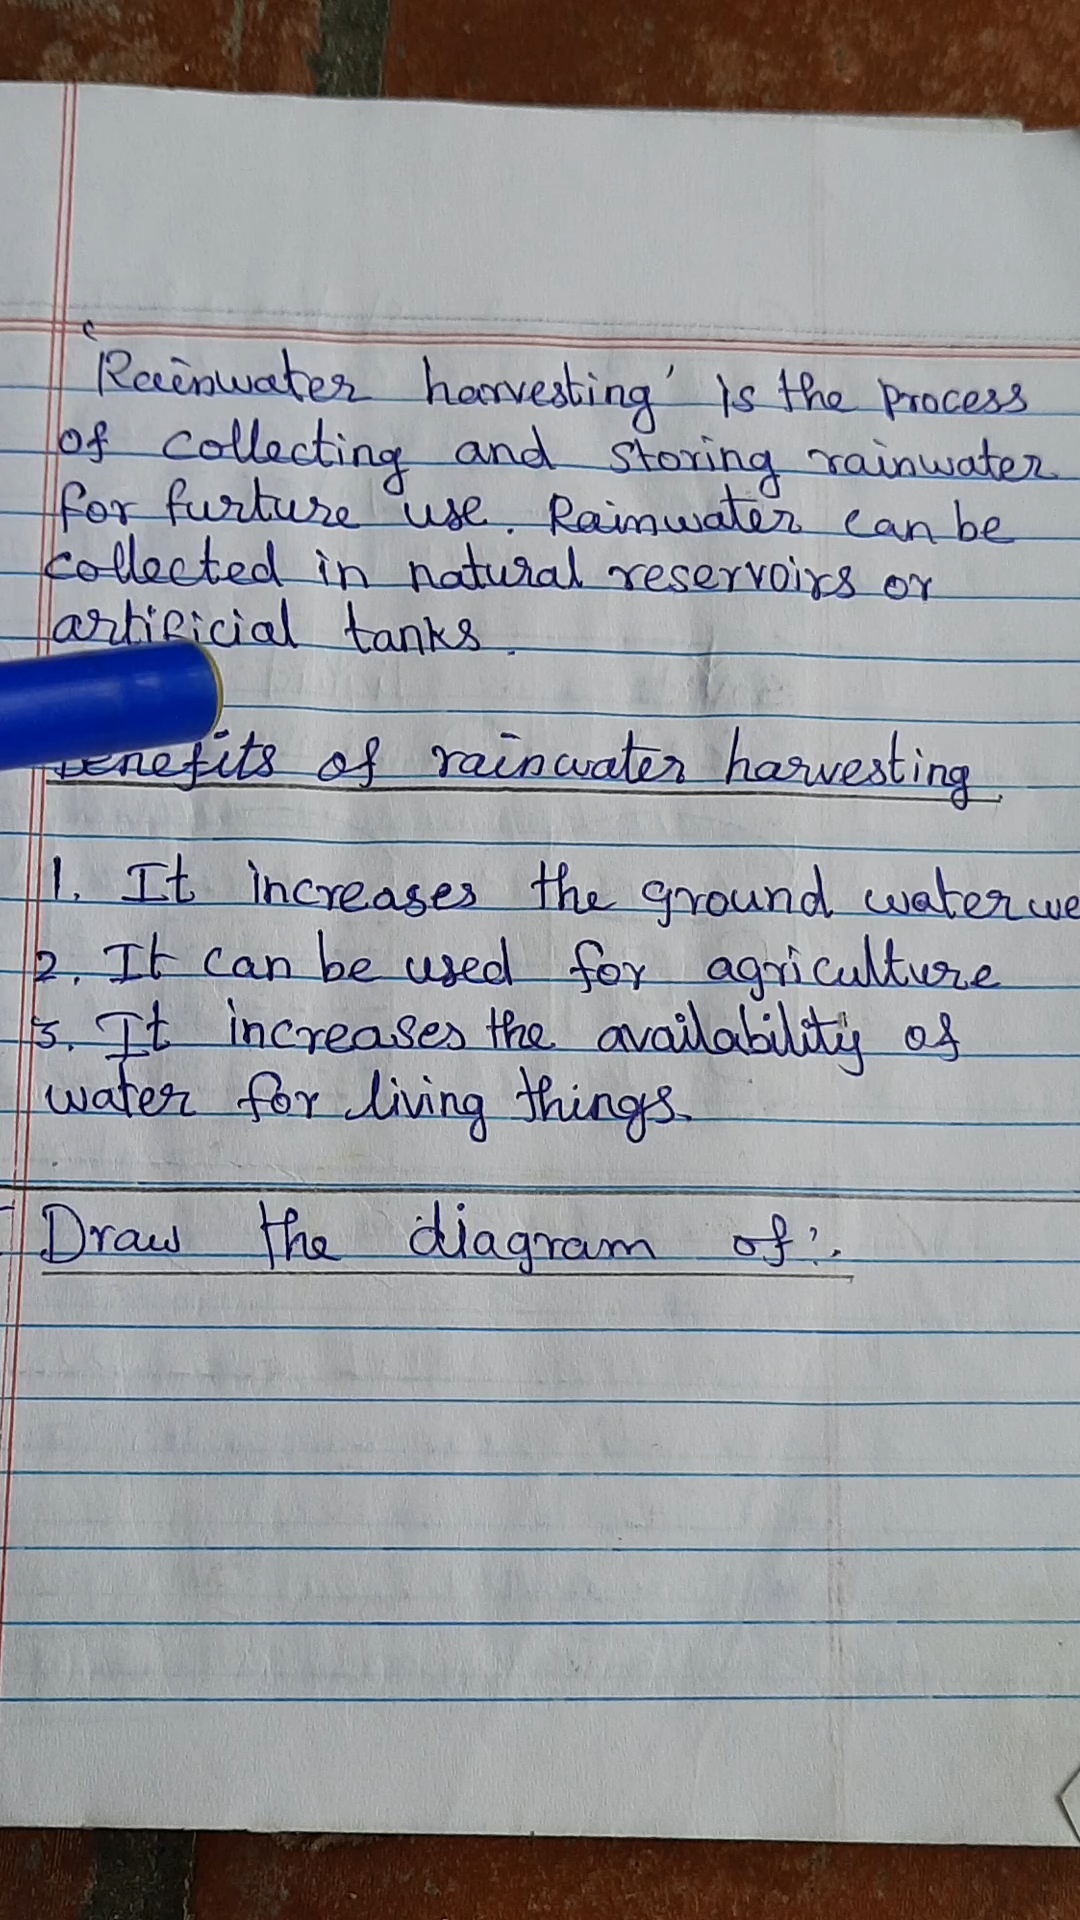 'Rainwater harvesting' is the process
of collecting and storing rainwater
for furture use. Rainwater can be
collected in natural reservoirs or
artificial tanks.
Benefits of rainwater harvesting
1. It increases the ground water we
2. It can be used for agriculture
3. It increases the availability of
water for living things.
Draw the diagram of: